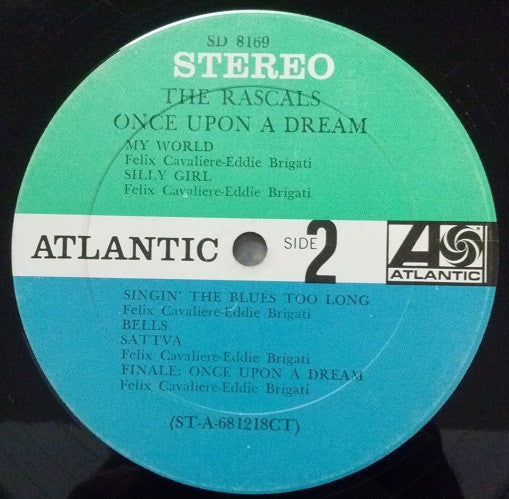 SD 8169
STEREO
THE RASCALS
ONCE UPON A DREAM
MY WORLD
Felix Cavaliere-Eddie Brigati
SILLY GIRL
Felix Cavaliere-Eddie Brigati
ATLANTIC
SIDE 2
ATLANTIC
SINGIN' THE BLUES TOO LONG
Felix Cavaliere-Eddie Brigati
BELLS
SATTVA
Felix Cavaliere-Eddie Brigati
FINALE: ONCE UPON A DREAM
Felix Cavaliere-Eddie Brigati
(ST-A-681218CT)